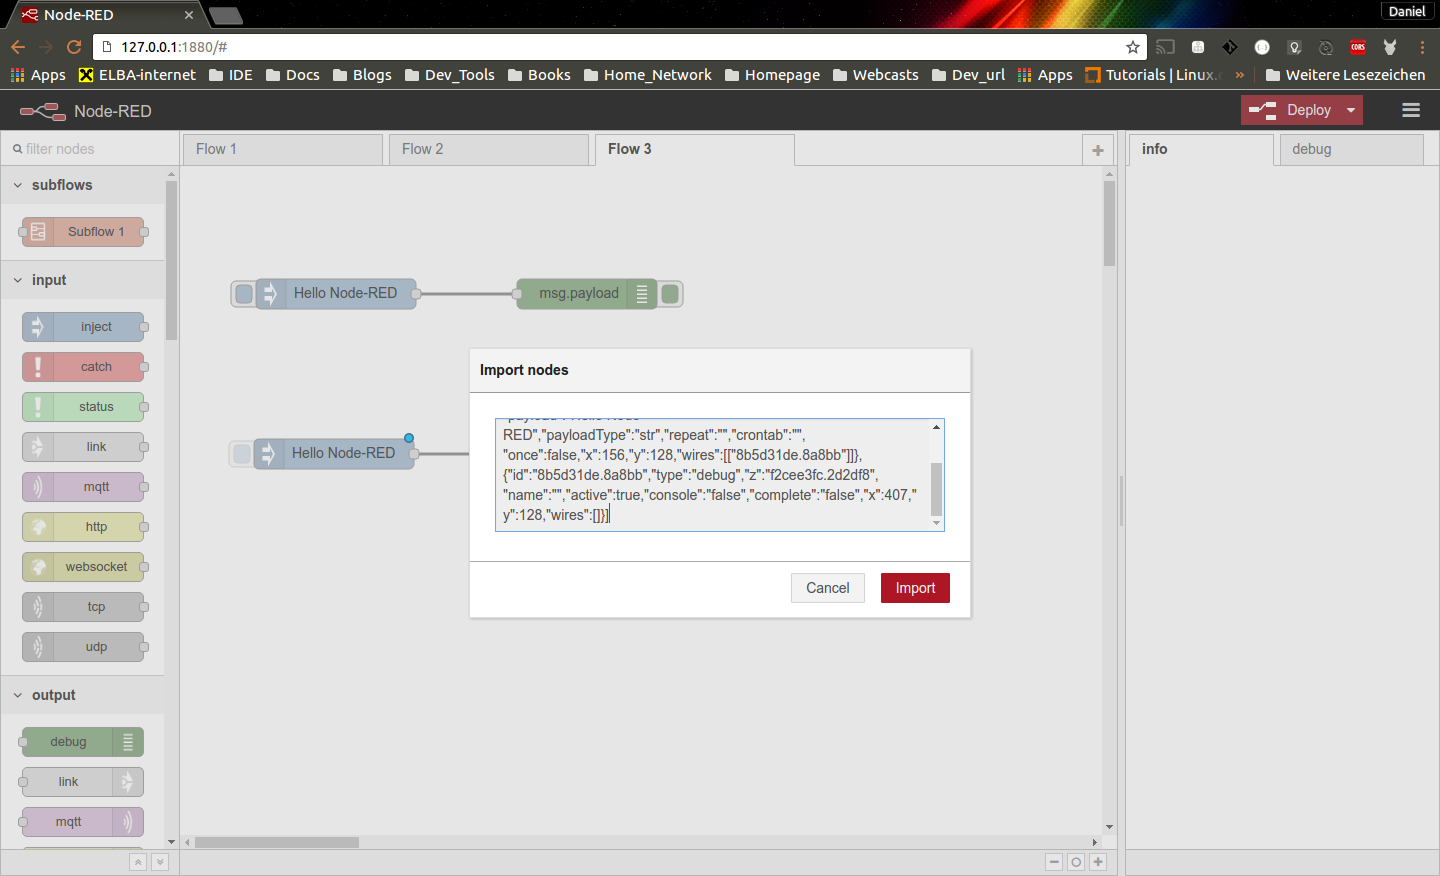 Node-RED
Daniel
127.0.0.1:1880/#
CORS
Apps
ELBA-internet
IDE
Docs
Blogs
Dev_Tools
Books
Home_Network
Homepage
Webcasts
Dev_url
Apps
Tutorials | Linux.
»
Weitere Lesezeichen
Node-RED
Deploy
filter nodes
Flow 1
Flow 2
Flow 3
info
debug
subflows
Subflow 1
input
inject
catch
status
link
mqtt
http
websocket
tcp
udp
output
debug
link
mqtt
Hello Node-RED
msg.payload
Hello Node-RED
Import nodes
RED","payloadType":"str","repeat":"","crontab":"",
"once":false,"x":156,"y":128,"wires":[["8b5d31de.8a8bb"]]},
{"id":"8b5d31de.8a8bb","type":"debug","z":"f2cee3fc.2d2df8",
"name":"","active":true,"console":"false","complete":"false","x":407,"
y":128,"wires":[]}]
Cancel
Import